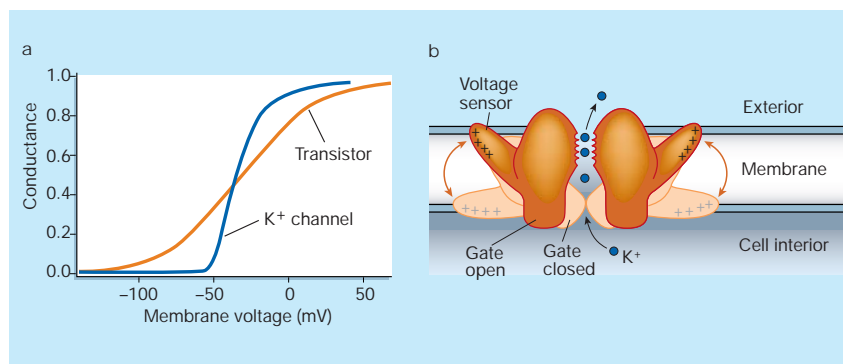 a
1.0
0.8
0.6
0.4
0.2
0.0
Conductance
Transistor
K+ channel
−100
−50
0
50
Membrane voltage (mV)
b
Voltage
sensor
+ + + +
+ + + +
Exterior
Membrane
+ + + +
+ + + +
Cell interior
Gate
open
Gate
closed
K+